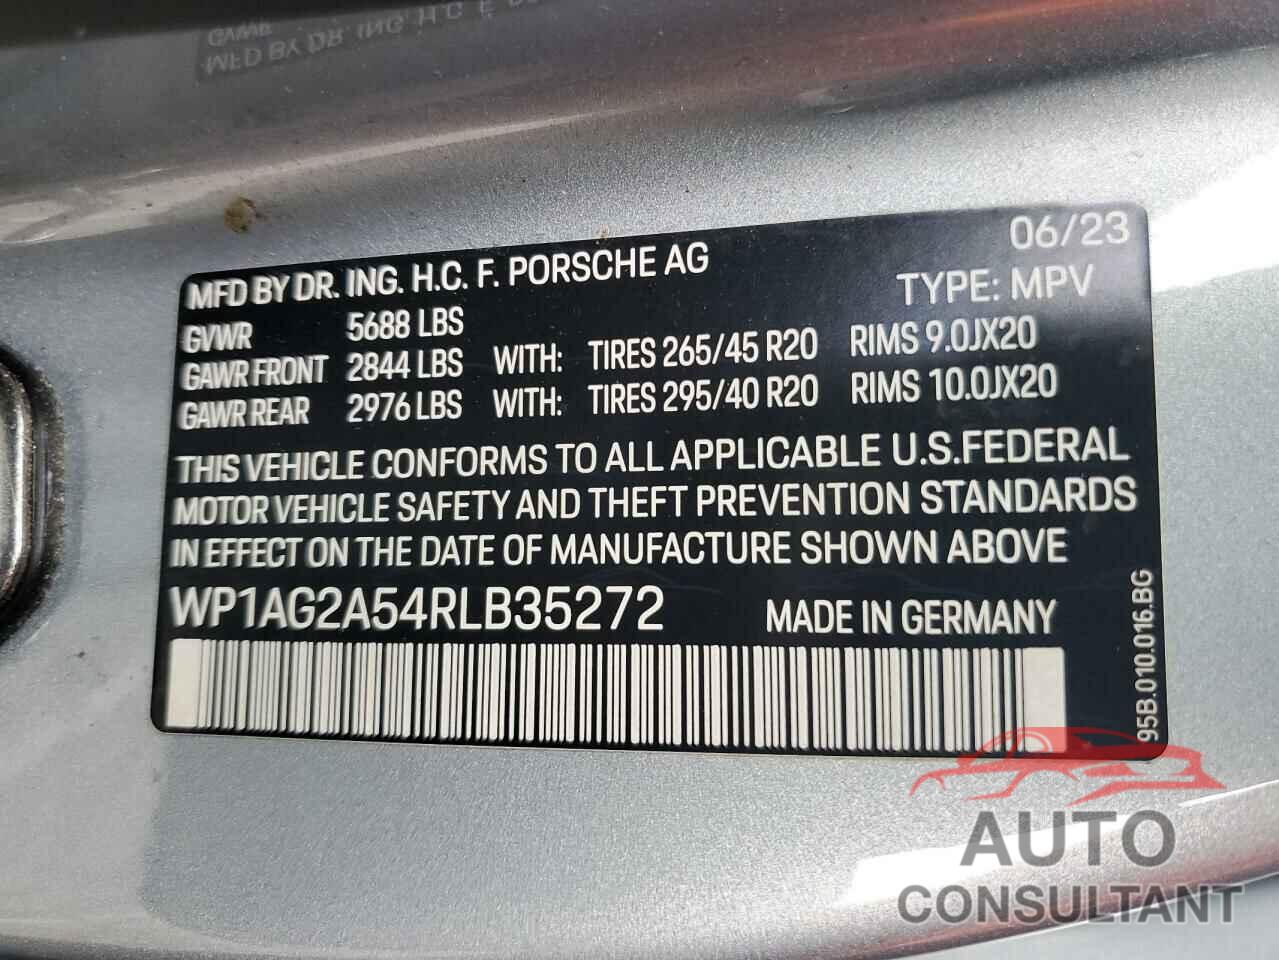 MFD BY DR. ING. H.C. F. PORSCHE AG 06/23
TYPE: MPV
GVWR 5688 LBS
GAWR FRONT 2844 LBS WITH: TIRES 265/45 R20 RIMS 9.0JX20
GAWR REAR 2976 LBS WITH: TIRES 295/40 R20 RIMS 10.0JX20
THIS VEHICLE CONFORMS TO ALL APPLICABLE U.S.FEDERAL
MOTOR VEHICLE SAFETY AND THEFT PREVENTION STANDARDS
IN EFFECT ON THE DATE OF MANUFACTURE SHOWN ABOVE
WP1AG2A54RLB35272 MADE IN GERMANY
95B.010.016.BG
AUTO
CONSULTANT